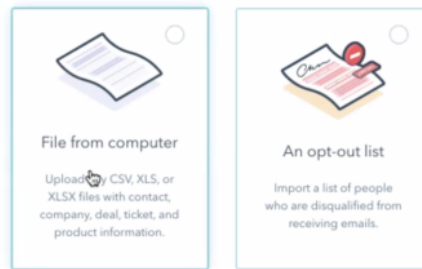 File from computer
Upload y CSV, XLS, or
XLSX files with contact,
company, deal, ticket, and
product information.
An opt-out list
Import a list of people
who are disqualified from
receiving emails.